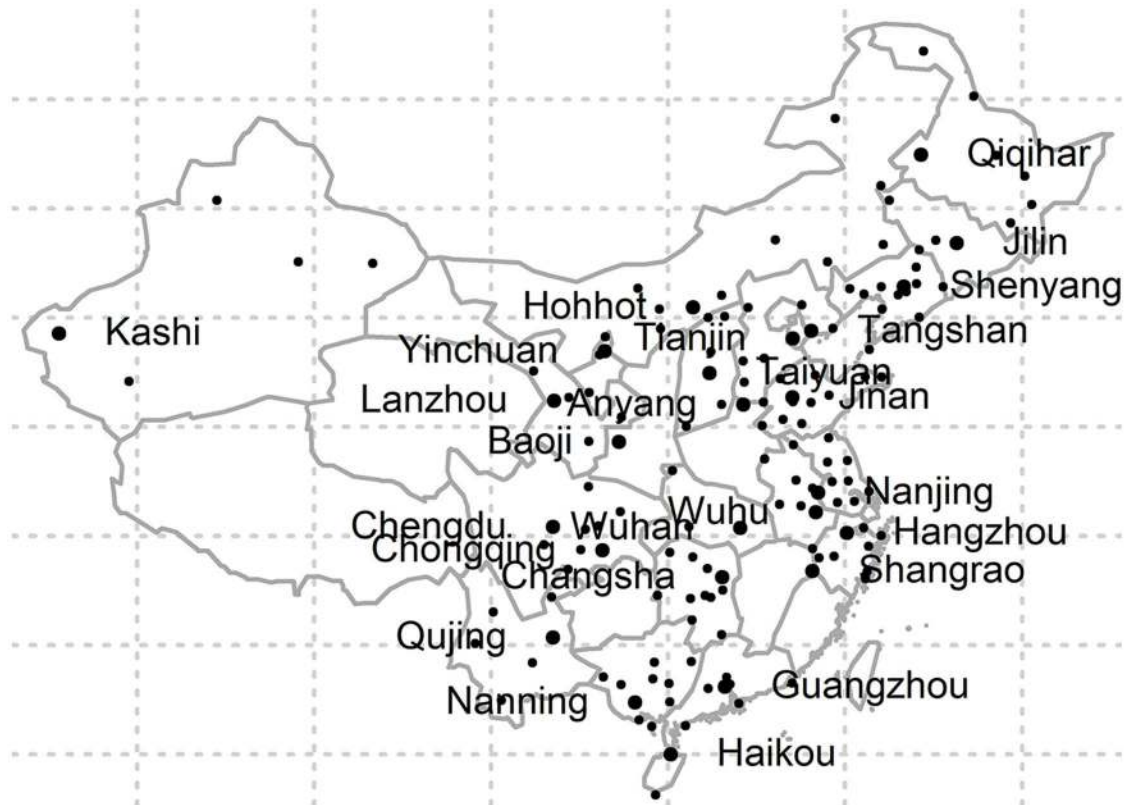 Qiqihar
Jilin
Shenyang
Hohhot
Kashi
Tianjin
Tangshan
Yinchuan
Taiyuan
Lanzhou
Anyang
Jinan
Baoji
Nanjing
Chengdu
Wuhan
Wuhu
Hangzhou
Chongqing
Changsha
Shangrao
Qujing
Nanning
Guangzhou
Haikou